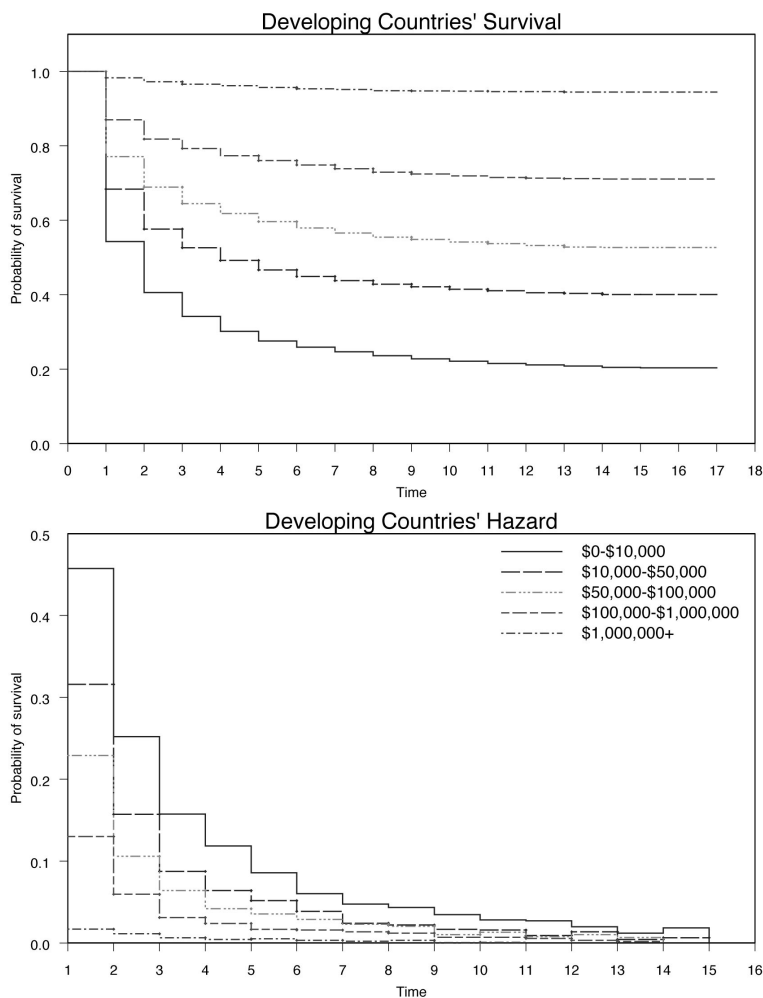 Developing Countries' Survival
Probability of survival
1.0
0.8
0.6
0.4
0.2
0.0
0 1 2 3 4 5 6 7 8 9 10 11 12 13 14 15 16 17 18
Time
Developing Countries' Hazard
Probability of survival
0.5
0.4
0.3
0.2
0.1
0.0
$0-$10,000
$10,000-$50,000
$50,000-$100,000
$100,000-$1,000,000
$1,000,000+
1 2 3 4 5 6 7 8 9 10 11 12 13 14 15 16
Time